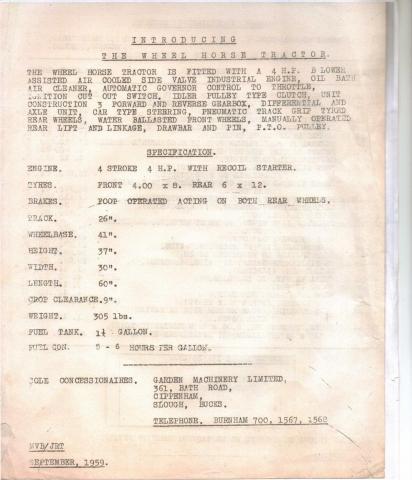 INTRODUCING
THE WHEEL HORSE TRACTOR.
THE WHEEL HORSE TRACTOR IS FITTED WITH A 4 H.P. BLOWER
ASSISTED AIR COOLED SIDE VALVE INDUSTRIAL ENGINE, OIL BATH
AIR CLEANER, AUTOMATIC GOVERNOR CONTROL TO THROTTLE,
IGNITION CUT OUT SWITCH, IDLER PULLEY TYPE CLUTCH, UNIT
CONSTRUCTION 3 FORWARD AND REVERSE GEARBOX, DIFFERENTIAL AND
AXLE UNIT, CAR TYPE STEERING, PNEUMATIC TRACK GRIP TYRED
REAR WHEELS, WATER BALLASTED FRONT WHEELS, MANUALLY OPERATED
REAR LIFT AND LINKAGE, DRAWBAR AND PIN, P.T.O. PULLEY.
SPECIFICATION.
ENGINE. 4 STROKE 4 H.P. WITH RECOIL STARTER.
TYRES. FRONT 4.00 x 8. REAR 6 x 12.
BRAKES. FOOT OPERATED ACTING ON BOTH REAR WHEELS.
TRACK. 26".
WHEELBASE. 41".
HEIGHT. 37".
WIDTH. 30".
LENGTH. 60".
CROP CLEARANCE. 9".
WEIGHT. 305 lbs.
FUEL TANK. 1¼ GALLON.
FUEL CON. 5 - 6 HOURS PER GALLON.
SOLE CONCESSIONAIRES. GARDEN MACHINERY LIMITED,
361, BATH ROAD,
CIPPENHAM,
SLOUGH, BUCKS.
TELEPHONE. BURNHAM 700, 1567, 1568
MVB/JRT
SEPTEMBER, 1959.